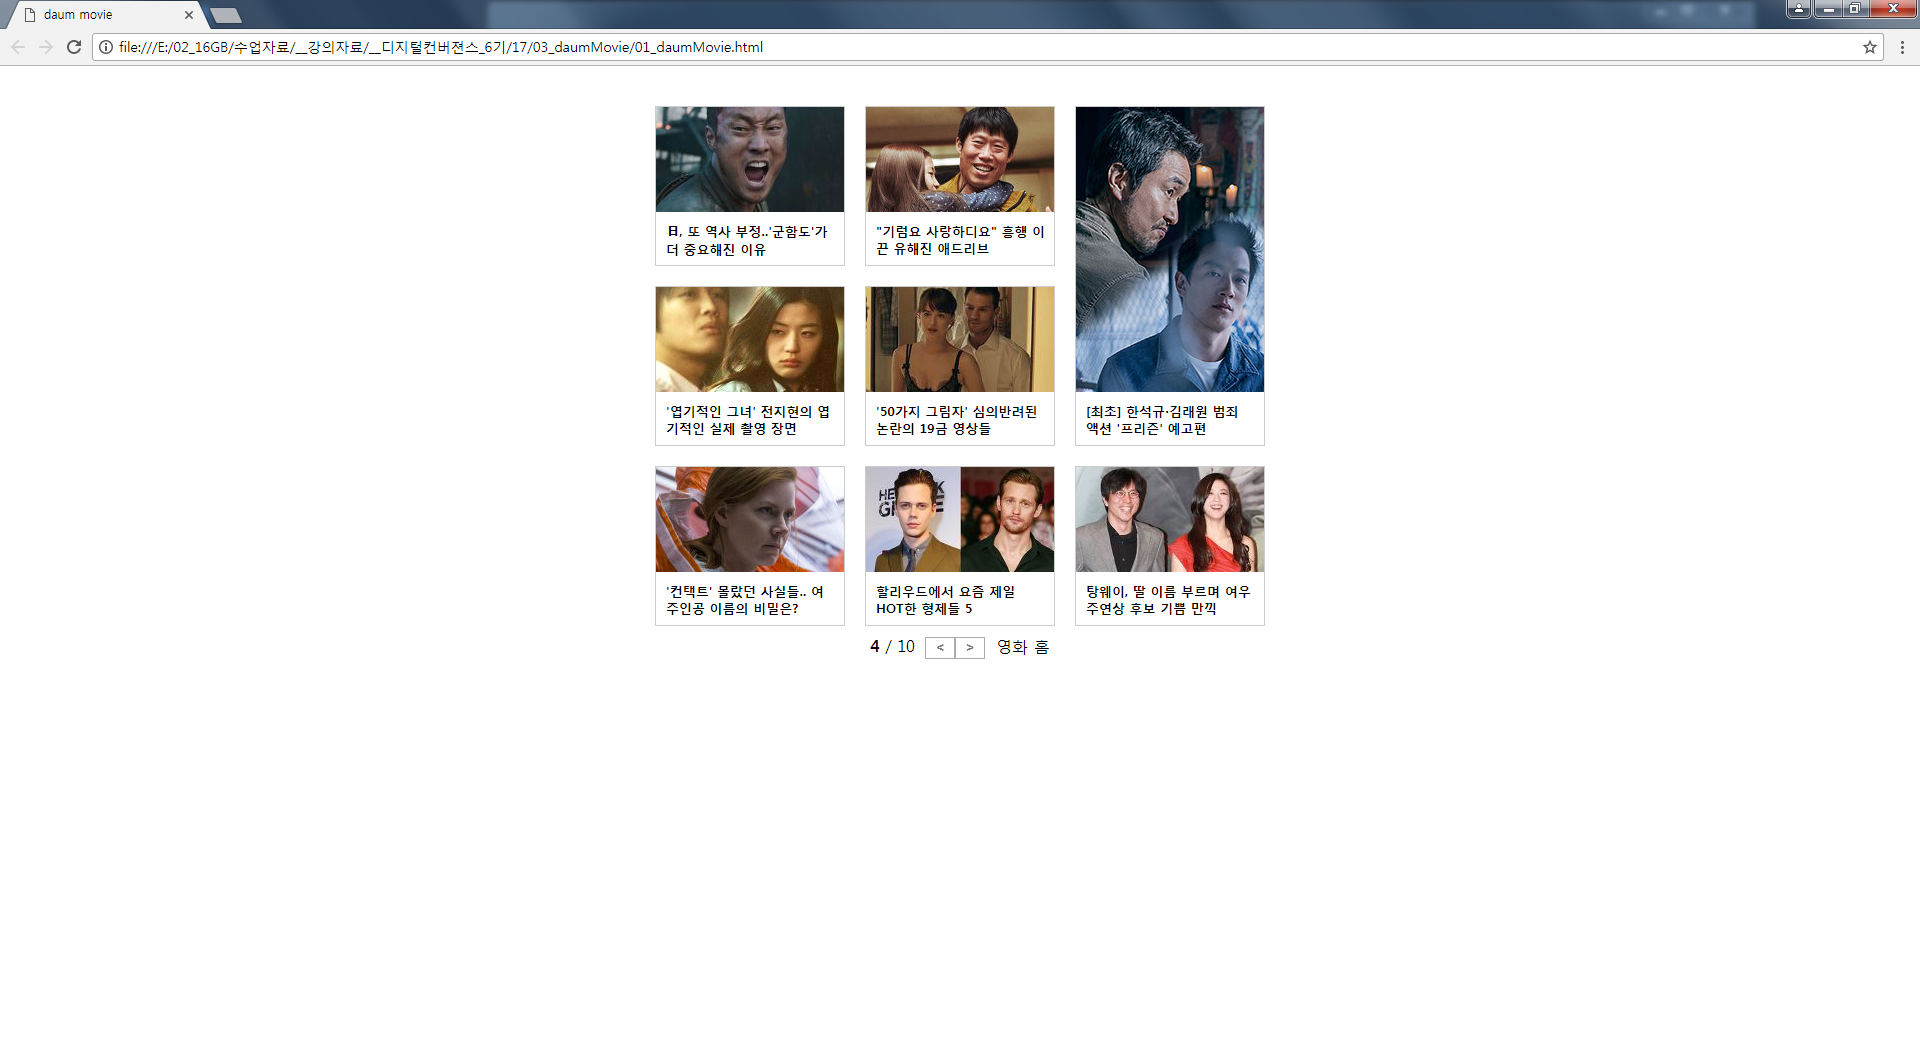 daum movie
file:///E:/02_16GB/수업자료/__강의자료/__디지털컨버젼스_6기/17/03_daumMovie/01_daumMovie.html
日, 또 역사 부정..'군함도'가
더 중요해진 이유
"기럼요 사랑하디요" 흥행 이
끈 유해진 애드리브
'엽기적인 그녀' 전지현의 엽
기적인 실제 촬영 장면
'50가지 그림자' 심의반려된
논란의 19금 영상들
[최초] 한석규·김래원 범죄
액션 '프리즌' 예고편
'컨택트' 몰랐던 사실들.. 여
주인공 이름의 비밀은?
할리우드에서 요즘 제일
HOT한 형제들 5
탕웨이, 딸 이름 부르며 여우
주연상 후보 기쁨 만끽
4 / 10 < > 영화 홈